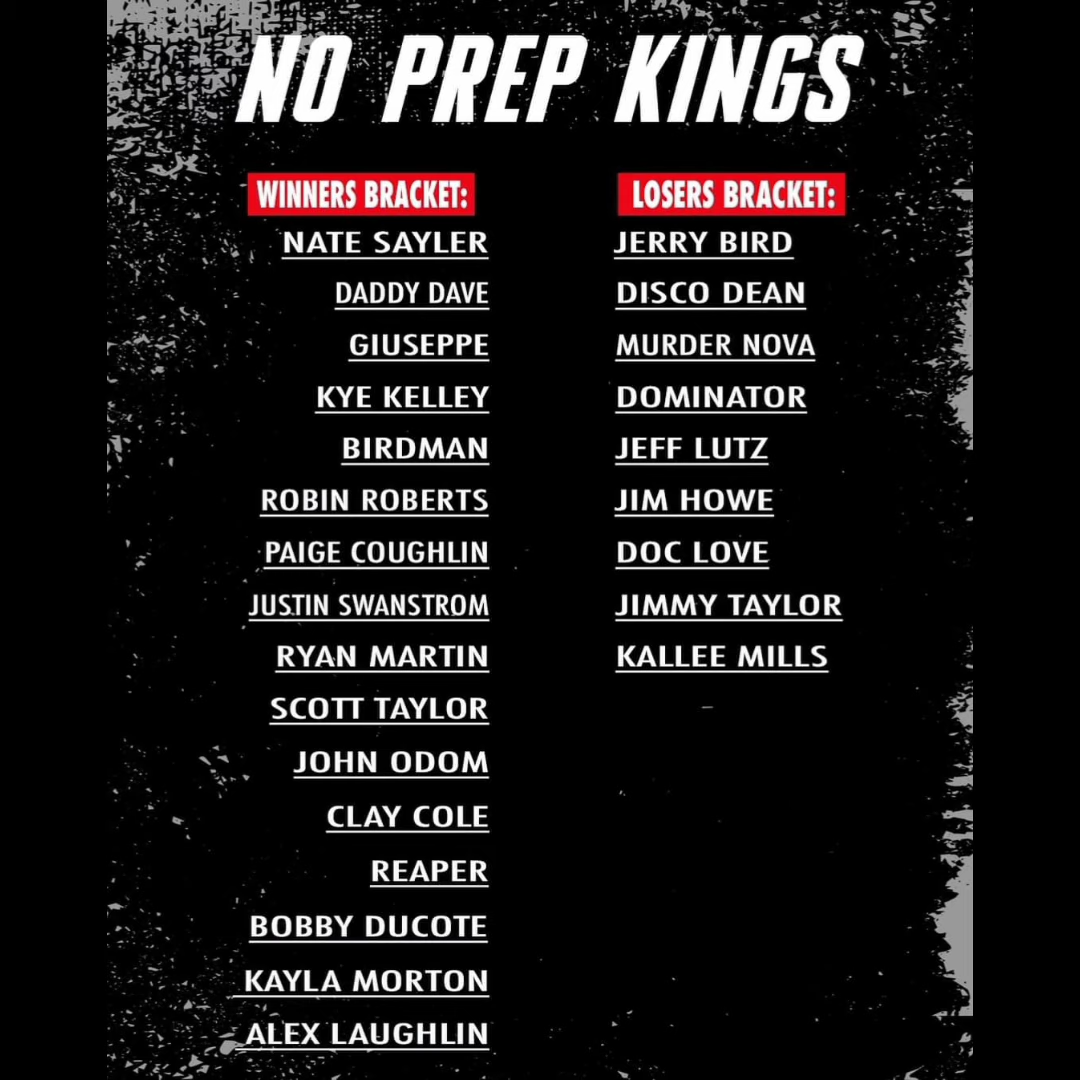 NO PREP KINGS
WINNERS BRACKET:
NATE SAYLER
DADDY DAVE
GIUSEPPE
KYE KELLEY
BIRDMAN
ROBIN ROBERTS
PAIGE COUGHLIN
JUSTIN SWANSTROM
RYAN MARTIN
SCOTT TAYLOR
JOHN ODOM
CLAY COLE
REAPER
BOBBY DUCOTE
KAYLA MORTON
ALEX LAUGHLIN
LOSERS BRACKET:
JERRY BIRD
DISCO DEAN
MURDER NOVA
DOMINATOR
JEFF LUTZ
JIM HOWE
DOC LOVE
JIMMY TAYLOR
KALLEE MILLS